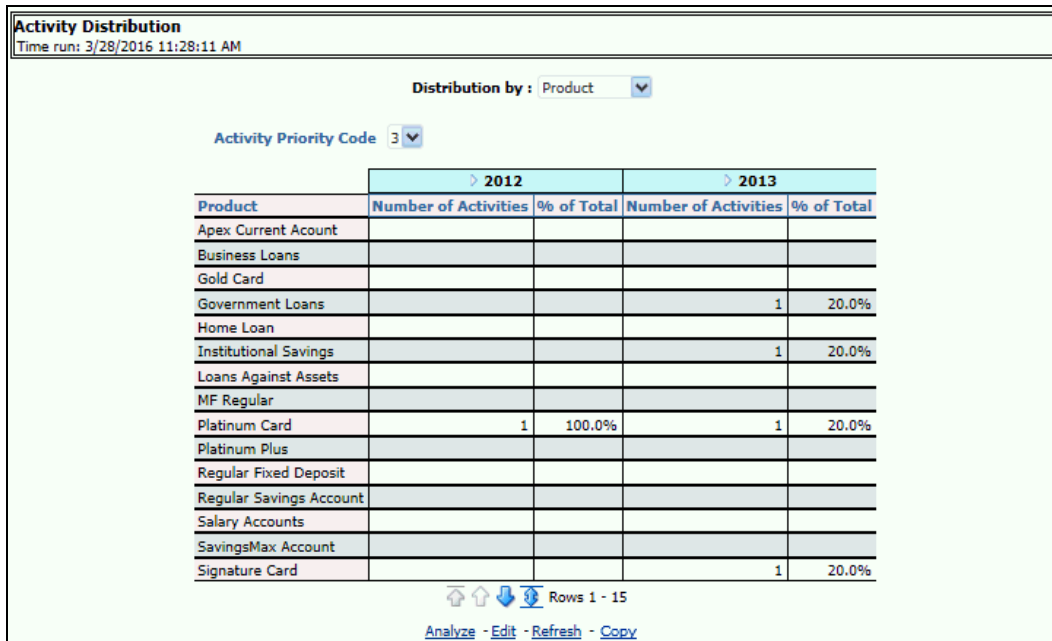 Activity Distribution
Time run: 3/28/2016 11:28:11 AM
Distribution by : Product
Activity Priority Code 3
2012 2013
Product Number of Activities % of Total Number of Activities % of Total
Apex Current Acount
Business Loans
Gold Card
Government Loans 1 20.0%
Home Loan
Institutional Savings 1 20.0%
Loans Against Assets
MF Regular
Platinum Card 1 100.0% 1 20.0%
Platinum Plus
Regular Fixed Deposit
Regular Savings Account
Salary Accounts
SavingsMax Account
Signature Card 1 20.0%
Rows 1 - 15
Analyze - Edit - Refresh - Copy